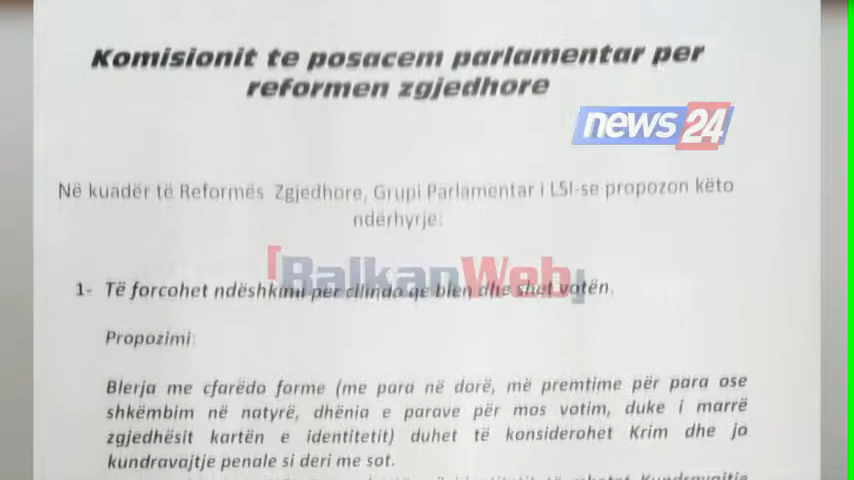 Komisionit te posacem parlamentar per
reformen zgjedhore
news24
Në kuadër të Reformës Zgjedhore, Grupi Parlamentar i LSI-se propozon këto
ndërhyrje:
BalkanWeb
1- Të forcohet ndëshkimi per cilindo qe blen dhe shet votën.
Propozimi:
Blerja me cfarëdo forme (me para në dorë, më premtime për para ose
shkëmbim në natyrë, dhënia e parave për mos votim, duke i marrë
zgjedhësit kartën e identitetit) duhet të konsiderohet Krim dhe jo
kundravajtje penale si deri me sot.